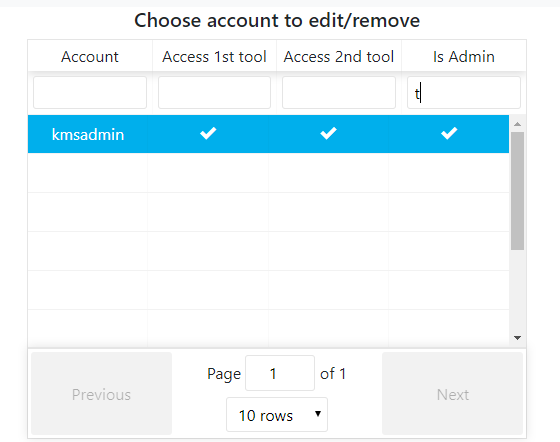 Choose account to edit/remove
Account Access 1st tool Access 2nd tool Is Admin
t
kmsadmin
Page 1 of 1
Previous Next
10 rows